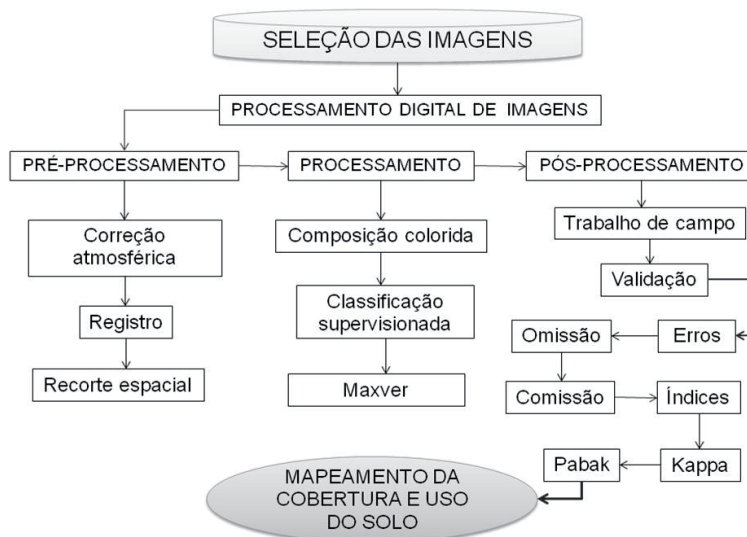 SELEÇÃO DAS IMAGENS
PROCESSAMENTO DIGITAL DE IMAGENS
PRÉ-PROCESSAMENTO
PROCESSAMENTO
PÓS-PROCESSAMENTO
Correção
atmosférica
Registro
Recorte espacial
Composição colorida
Classificação
supervisionada
Maxver
Trabalho de campo
Validação
Erros
Omissão
Comissão
Índices
Kappa
Pabak
MAPEAMENTO DA
COBERTURA E USO
DO SOLO